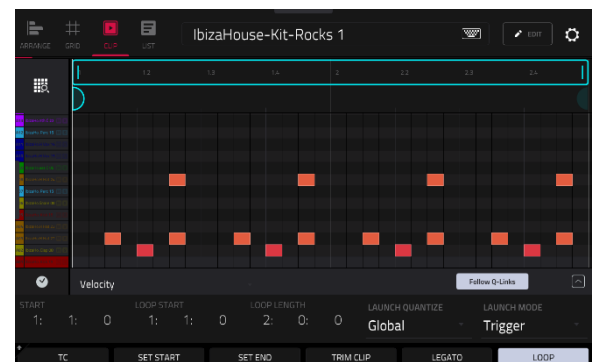 IbizaHouse-Kit-Rocks 1
EDIT
ARRANGE GRID CLIP LIST
1.2 1.3 1.4 2 2.2 2.3 2.4
Velocity
Follow Q-Links
START LOOP START LOOP LENGTH LAUNCH QUANTIZE LAUNCH MODE
1: 1: 0 1: 1: 0 2: 0: 0 Global Trigger
TC SET START SET END TRIM CLIP LEGATO LOOP